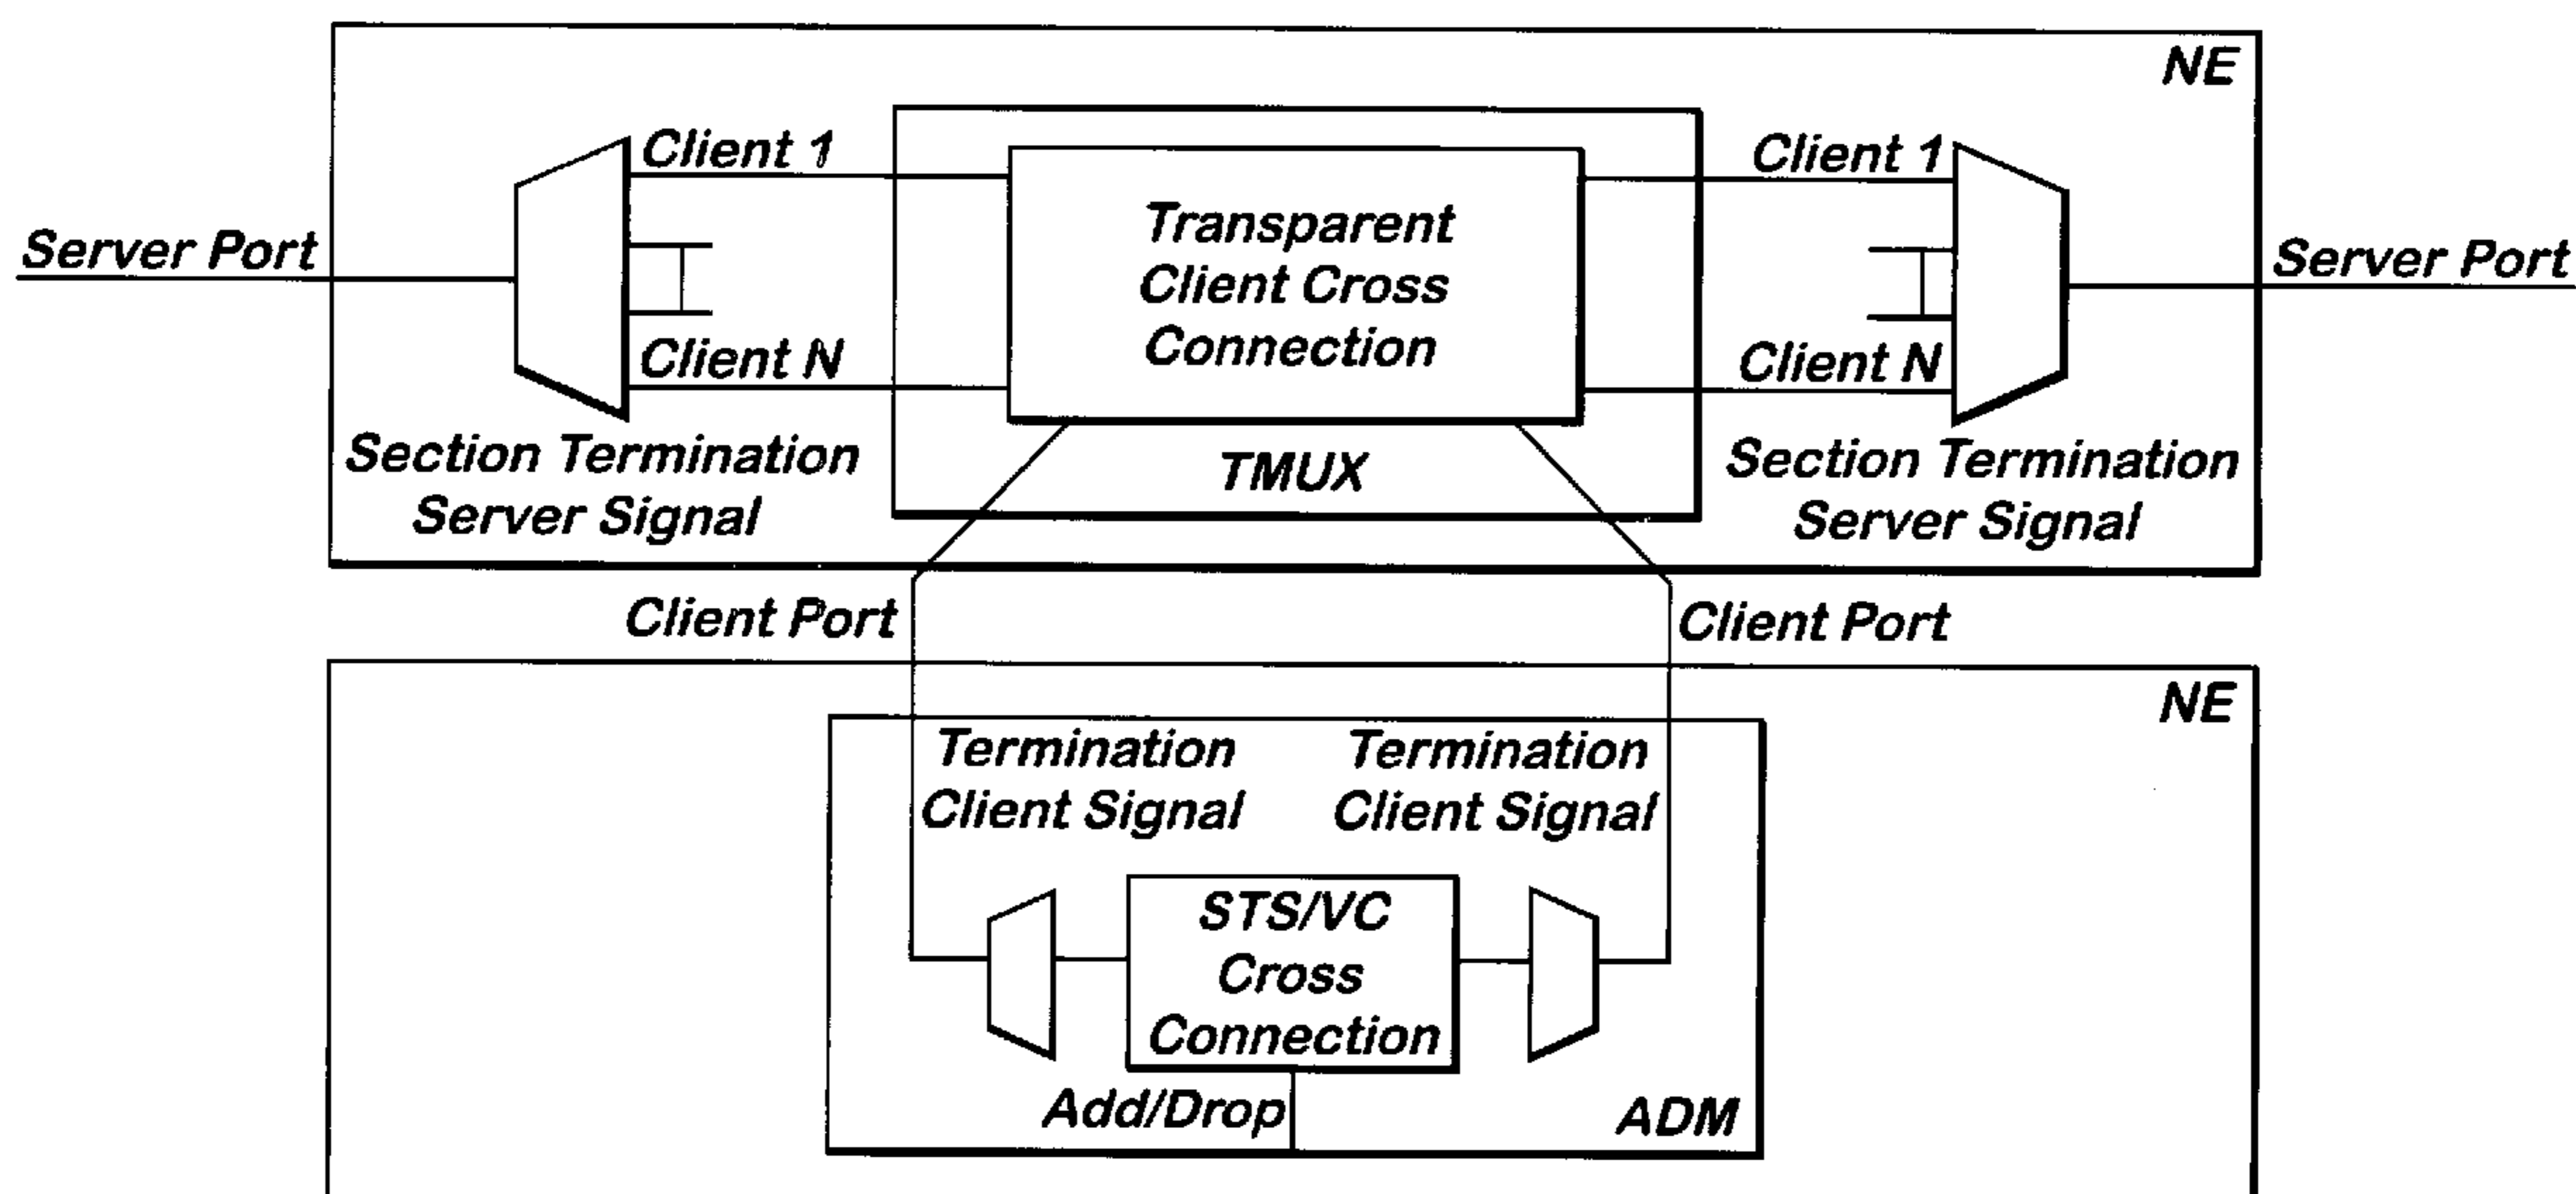 NE
Client 1
Client 1
Transparent
Client Cross
Connection
Server Port
Server Port
Client N
Client N
Section Termination
Server Signal
TMUX
Section Termination
Server Signal
Client Port
Client Port
NE
Termination
Client Signal
Termination
Client Signal
STS/VC
Cross
Connection
Add/Drop
ADM